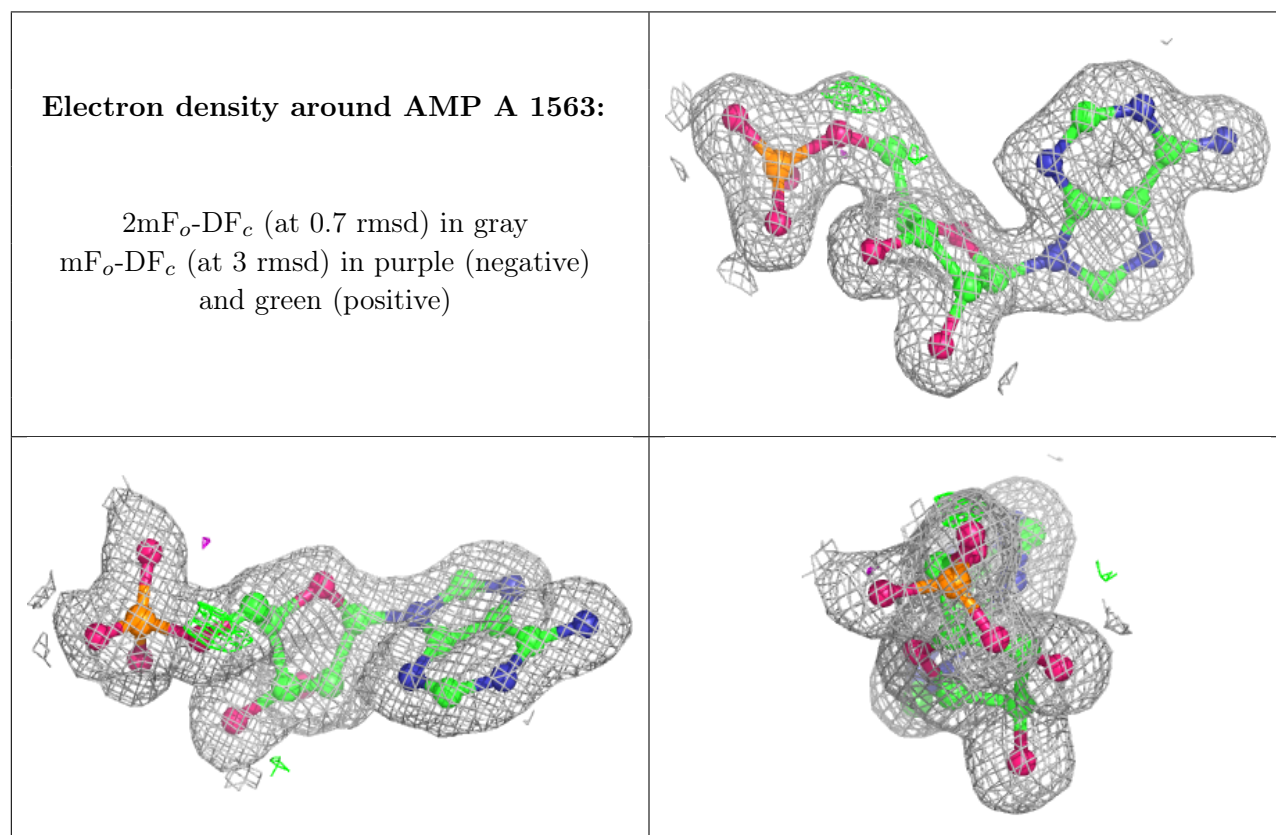 Electron density around AMP A 1563:
2mFo-DFc (at 0.7 rmsd) in gray
mFo-DFc (at 3 rmsd) in purple (negative)
and green (positive)